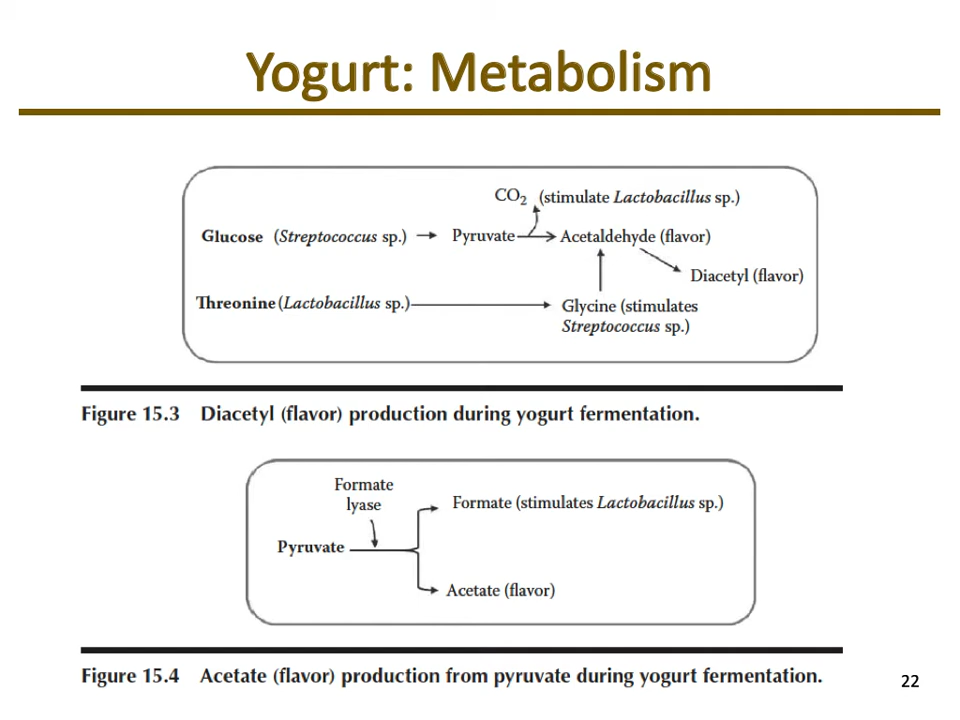 Yogurt: Metabolism
CO₂ (stimulate Lactobacillus sp.)
Glucose (Streptococcus sp.) → Pyruvate → Acetaldehyde (flavor)
Diacetyl (flavor)
Threonine (Lactobacillus sp.) → Glycine (stimulates
Streptococcus sp.)
Figure 15.3 Diacetyl (flavor) production during yogurt fermentation.
Formate
lyase
Formate (stimulates Lactobacillus sp.)
Pyruvate
Acetate (flavor)
Figure 15.4 Acetate (flavor) production from pyruvate during yogurt fermentation.
22